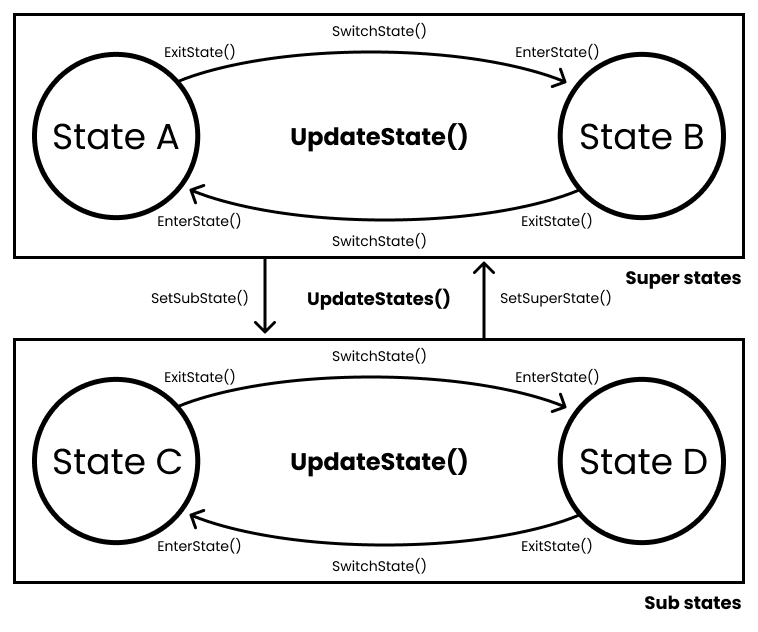 SwitchState()
ExitState()
EnterState()
State A
UpdateState()
State B
EnterState()
ExitState()
SwitchState()
Super states
SetSubState()
UpdateStates()
SetSuperState()
SwitchState()
ExitState()
EnterState()
State C
UpdateState()
State D
EnterState()
ExitState()
SwitchState()
Sub states